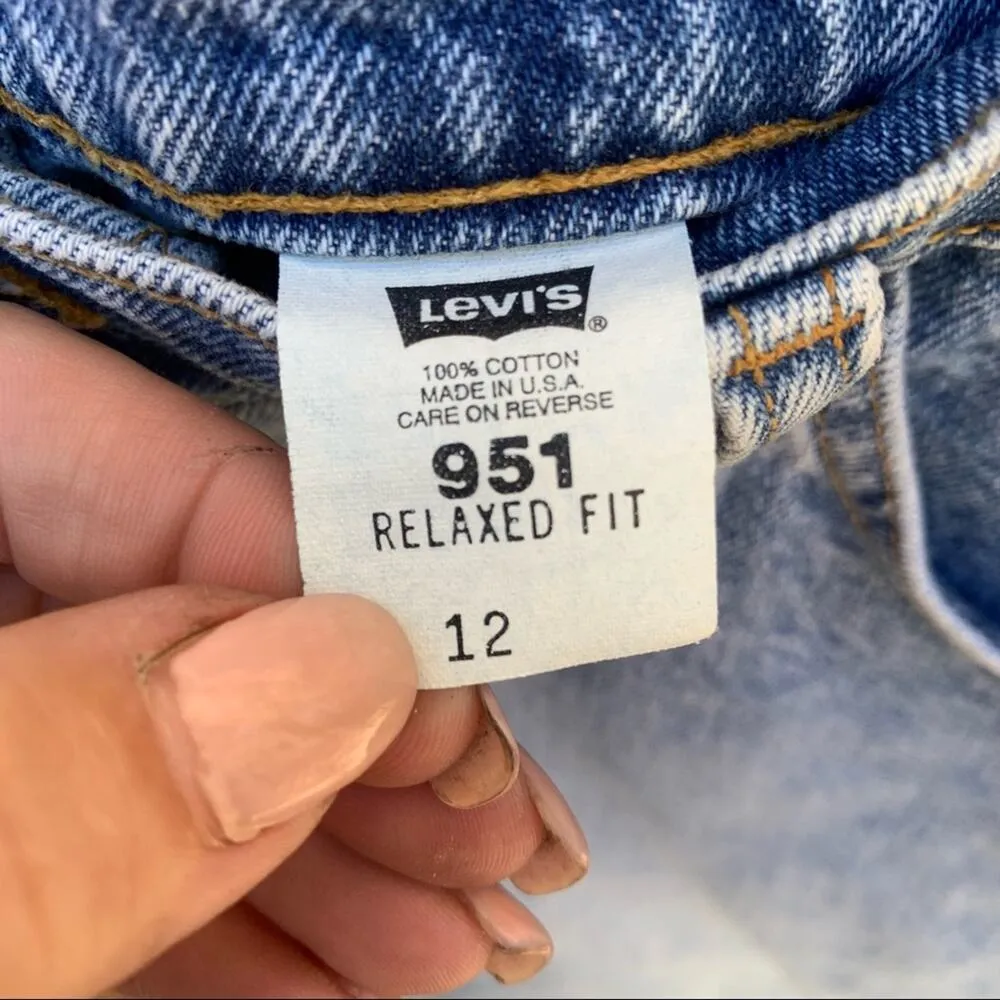 LEVI'S®
100% COTTON
MADE IN U.S.A.
CARE ON REVERSE
951
RELAXED FIT
12